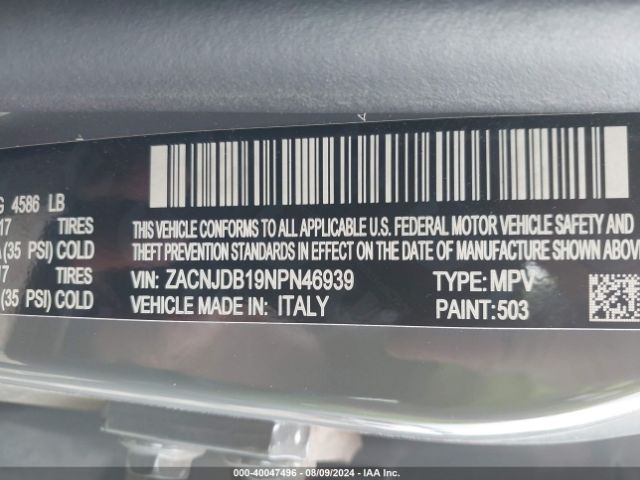 G 4586 LB
17 TIRES
(35 PSI) COLD
17 TIRES
(35 PSI) COLD
THIS VEHICLE CONFORMS TO ALL APPLICABLE U.S. FEDERAL MOTOR VEHICLE SAFETY AND
THEFT PREVENTION STANDARDS IN EFFECT ON THE DATE OF MANUFACTURE SHOWN ABOVE
VIN: ZACNJDB19NPN46939 TYPE: MPV
VEHICLE MADE IN: ITALY PAINT: 503
000-40047496 - 08/09/2024 - IAA Inc.